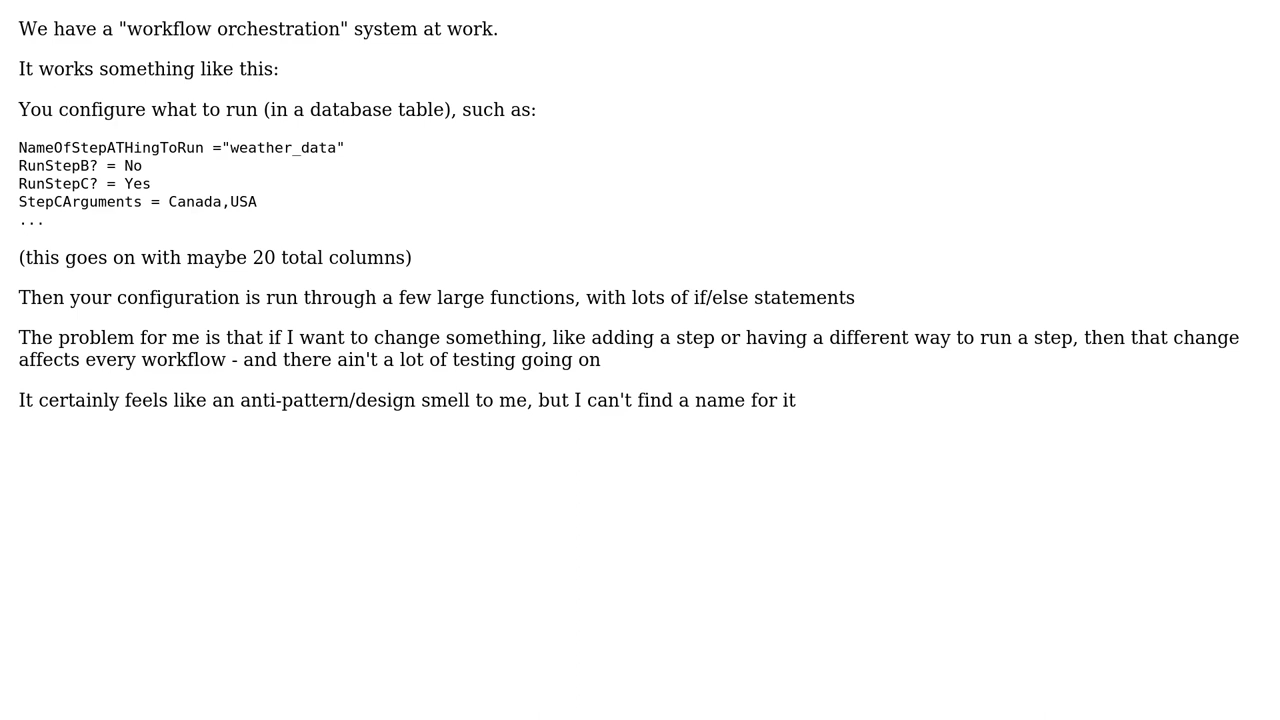 We have a "workflow orchestration" system at work.
It works something like this:
You configure what to run (in a database table), such as:
NameOfStepATHingToRun ="weather_data"
RunStepB? = No
RunStepC? = Yes
StepCArguments = Canada,USA
...
(this goes on with maybe 20 total columns)
Then your configuration is run through a few large functions, with lots of if/else statements
The problem for me is that if I want to change something, like adding a step or having a different way to run a step, then that change
affects every workflow - and there ain't a lot of testing going on
It certainly feels like an anti-pattern/design smell to me, but I can't find a name for it